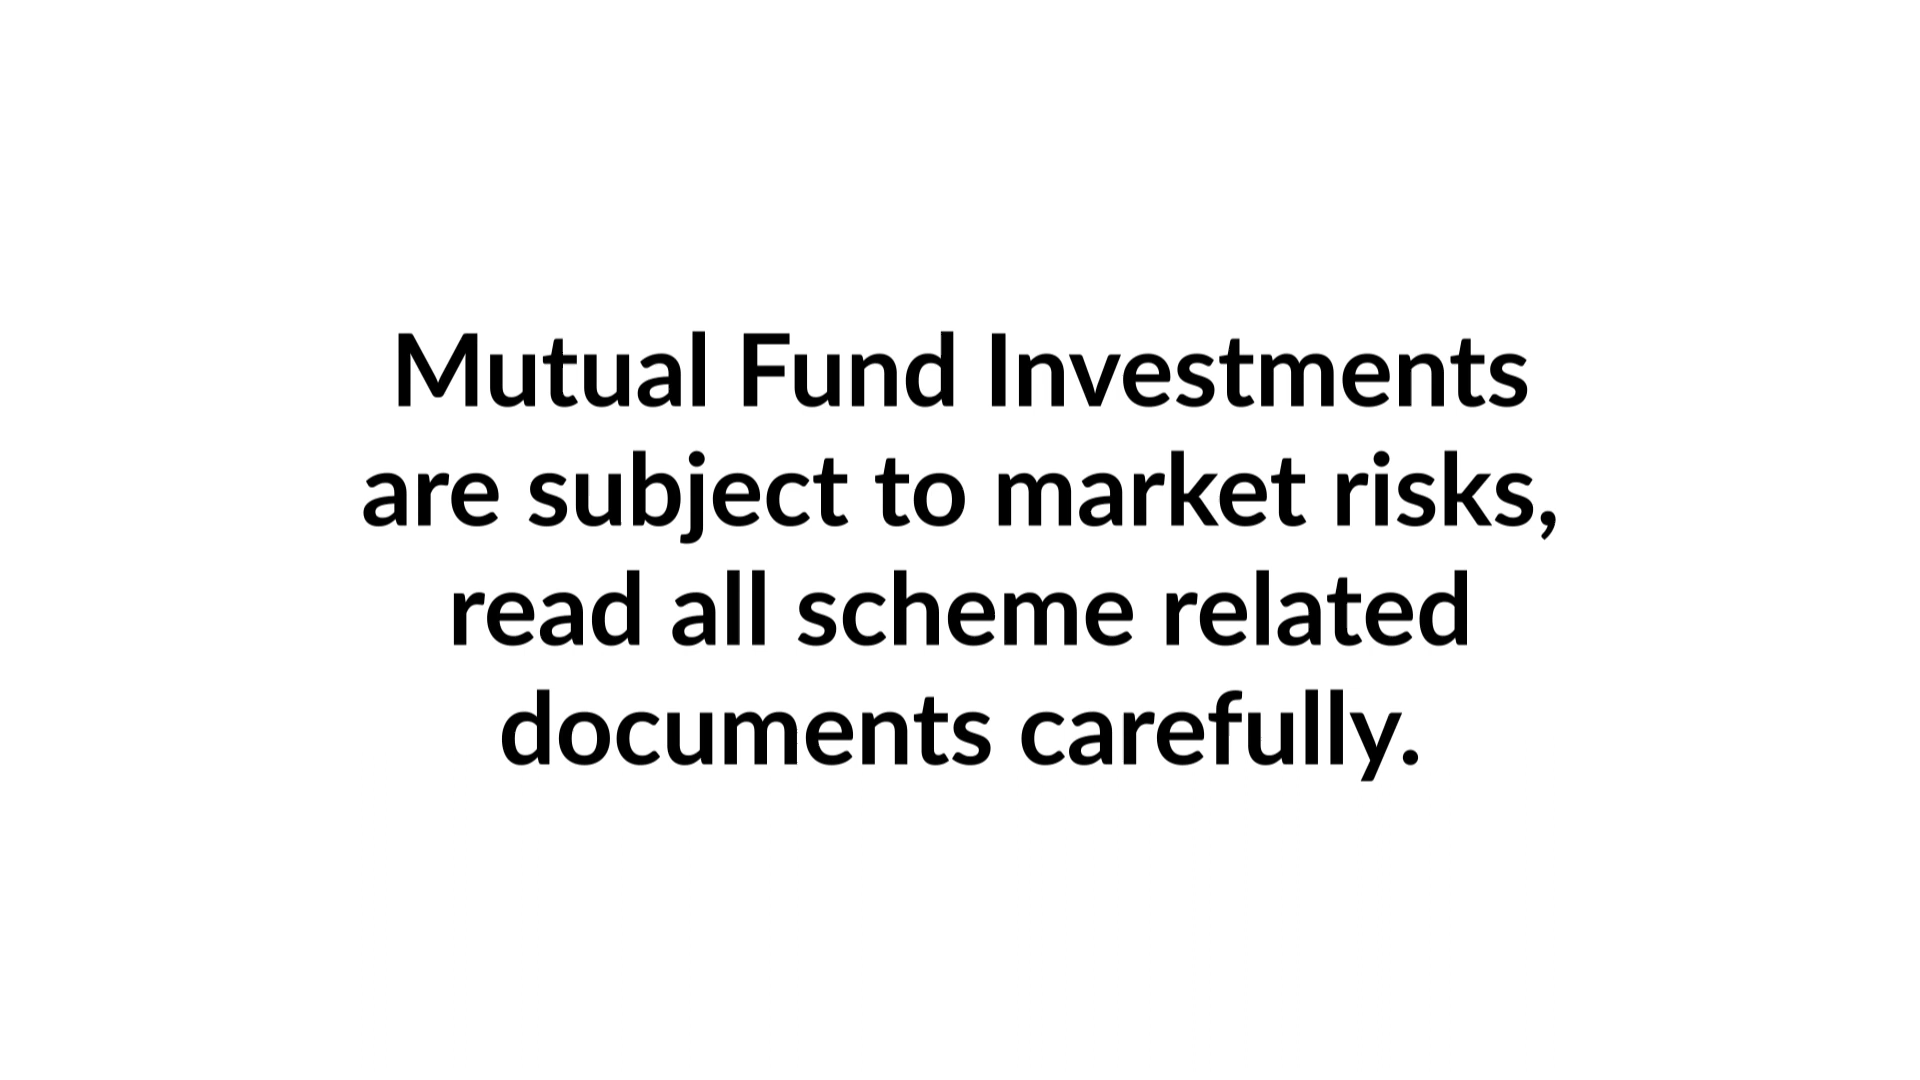 Mutual Fund Investments
are subject to market risks,
read all scheme related
documents carefully.